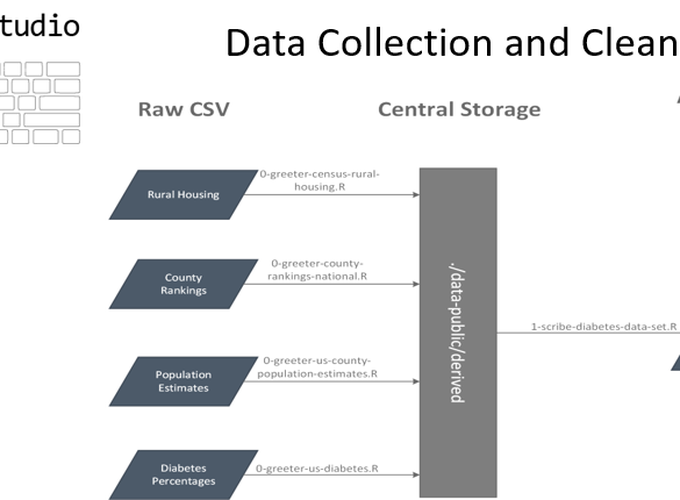 tudio
Data Collection and Clean
Raw CSV
Central Storage
Rural Housing
0-greeter-census-rural-
housing.R
County
Rankings
0-greeter-county-
rankings-national.R
Population
Estimates
0-greeter-us-county-
population-estimates.R
Diabetes
Percentages
0-greeter-us-diabetes.R
./data-public/derived
1-scribe-diabetes-data-set.R